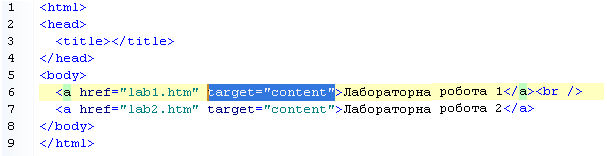 1 <html>
2 <head>
3 <title></title>
4 </head>
5 <body>
6 <a href="lab1.htm" target="content">Лабораторна робота 1</a><br />
7 <a href="lab2.htm" target="content">Лабораторна робота 2</a>
8 </body>
9 </html>